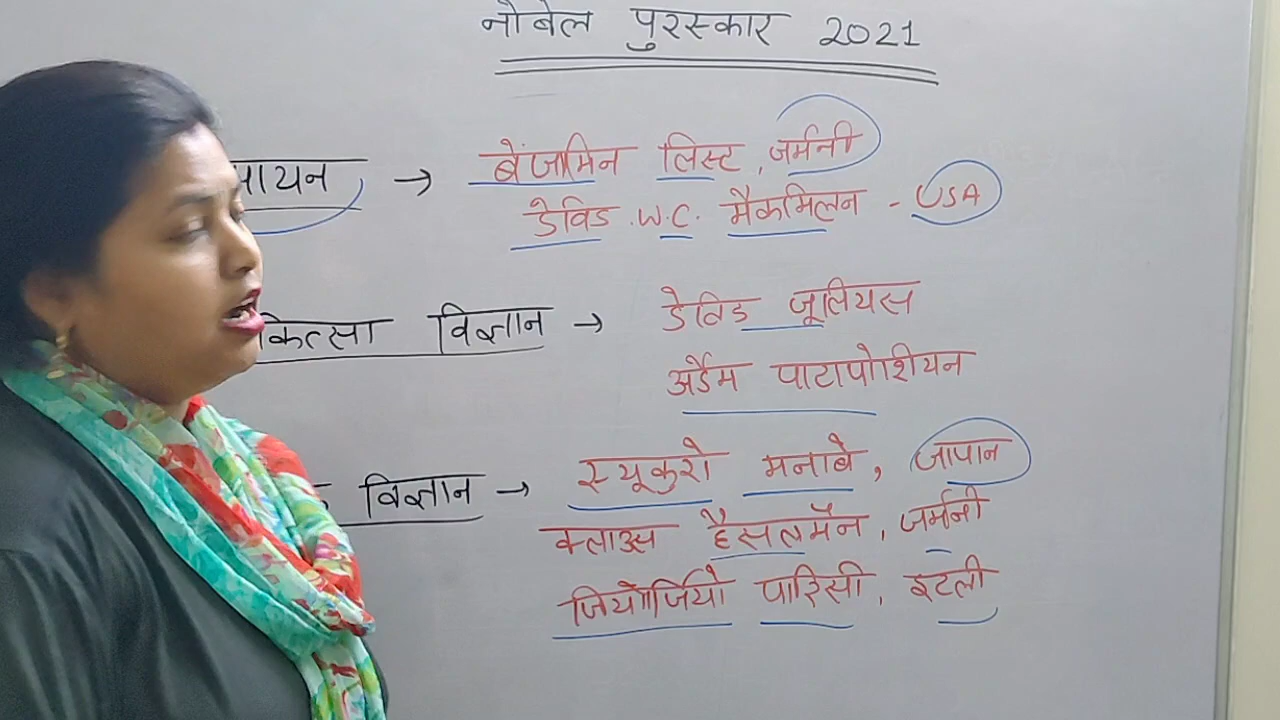 नोबेल पुरस्कार 2021
सायन → बेंजामिन लिस्ट, जर्मनी
डेविड .W.C. मैकमिलन - USA
कित्सा विज्ञान → डेविड जूलियस
अर्डेम पाटापोशियन
विज्ञान → स्यूकुरो मनाबे, जापान
क्लाउस हैसलमॅन, जर्मनी
जियोर्जियो पारिसी, इटली